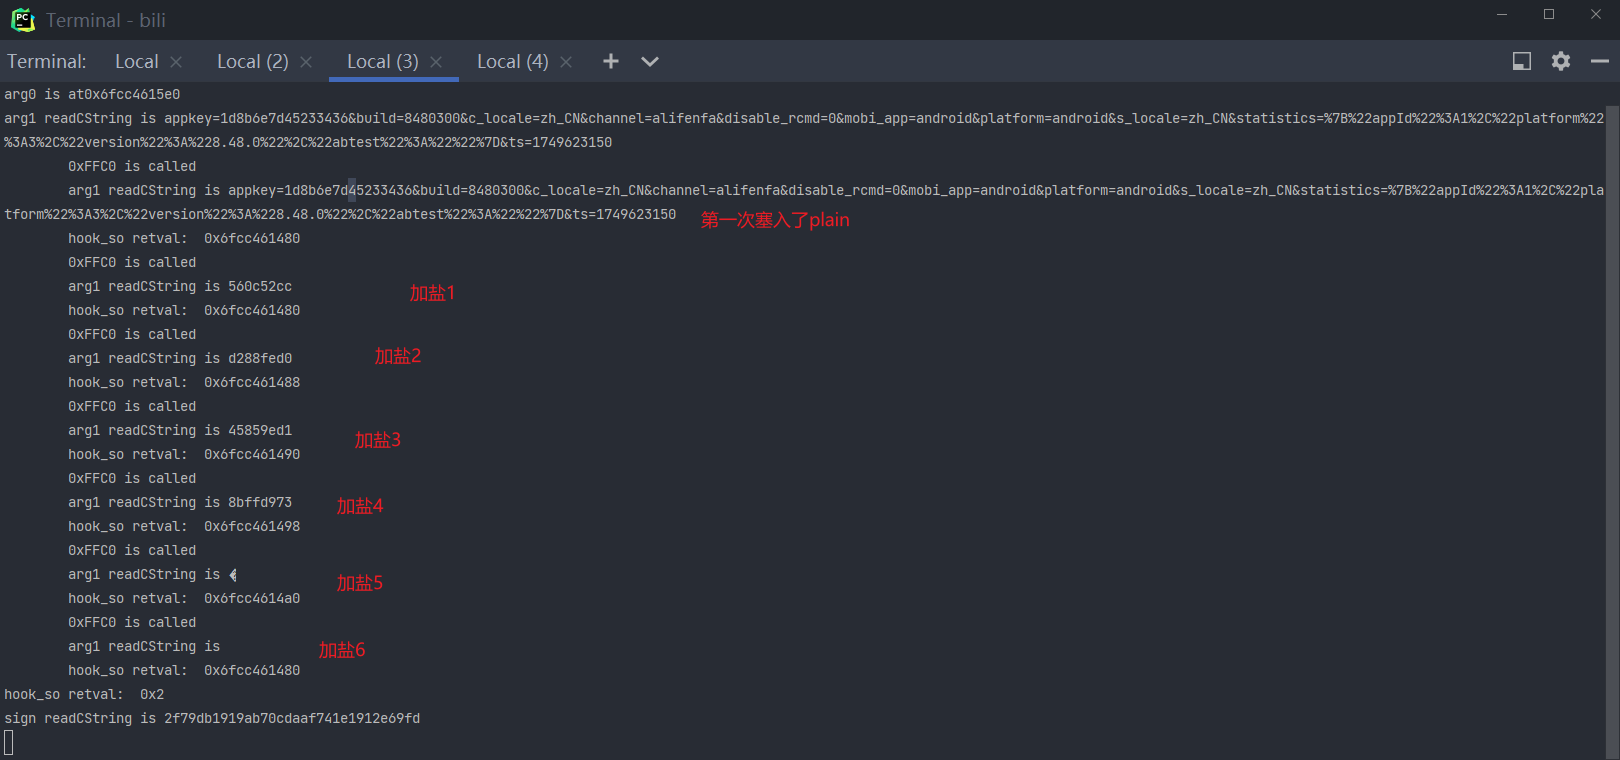 Terminal - bili
Terminal: Local Local (2) Local (3) Local (4)
arg0 is at0x6fcc4615e0
arg1 readCString is appkey=1d8b6e7d45233436&build=8480300&c_locale=zh_CN&channel=alifenfa&disable_rcmd=0&mobi_app=android&platform=android&s_locale=zh_CN&statistics=%7B%22appId%22%3A1%2C%22platform%22
%3A3%2C%22version%22%3A%228.48.0%22%2C%22abtest%22%3A%22%22%7D&ts=1749623150
0xFFC0 is called
arg1 readCString is appkey=1d8b6e7d45233436&build=8480300&c_locale=zh_CN&channel=alifenfa&disable_rcmd=0&mobi_app=android&platform=android&s_locale=zh_CN&statistics=%7B%22appId%22%3A1%2C%22pla
tform%22%3A3%2C%22version%22%3A%228.48.0%22%2C%22abtest%22%3A%22%22%7D&ts=1749623150 第一次塞入了plain
hook_so retval: 0x6fcc461480
0xFFC0 is called
arg1 readCString is 560c52cc 加盐1
hook_so retval: 0x6fcc461480
0xFFC0 is called
arg1 readCString is d288fed0 加盐2
hook_so retval: 0x6fcc461488
0xFFC0 is called
arg1 readCString is 45859ed1 加盐3
hook_so retval: 0x6fcc461490
0xFFC0 is called
arg1 readCString is 8bffd973 加盐4
hook_so retval: 0x6fcc461498
0xFFC0 is called
arg1 readCString is 加盐5
hook_so retval: 0x6fcc4614a0
0xFFC0 is called
arg1 readCString is 加盐6
hook_so retval: 0x6fcc461480
hook_so retval: 0x2
sign readCString is 2f79db1919ab70cdaaf741e1912e69fd